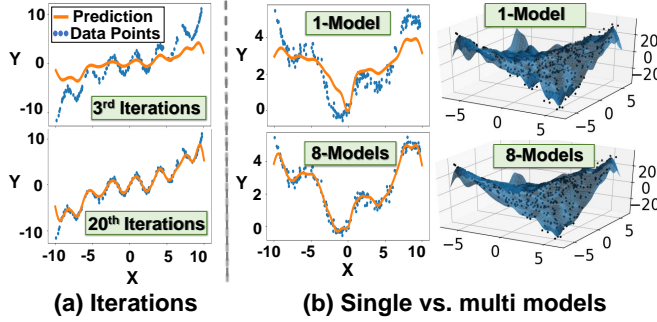 Prediction
Data Points
10
Y
0
-10
3rd Iterations
10
Y
0
-10
20th Iterations
-10 -5 0 5 10
X
(a) Iterations
1-Model
Y
4
2
0
8-Models
Y
4
2
0
-10 -5 0 5 10
X
1-Model
20
0
-20
-5
0
5
-5
0
5
8-Models
20
0
-20
-5
0
5
-5
0
5
(b) Single vs. multi models